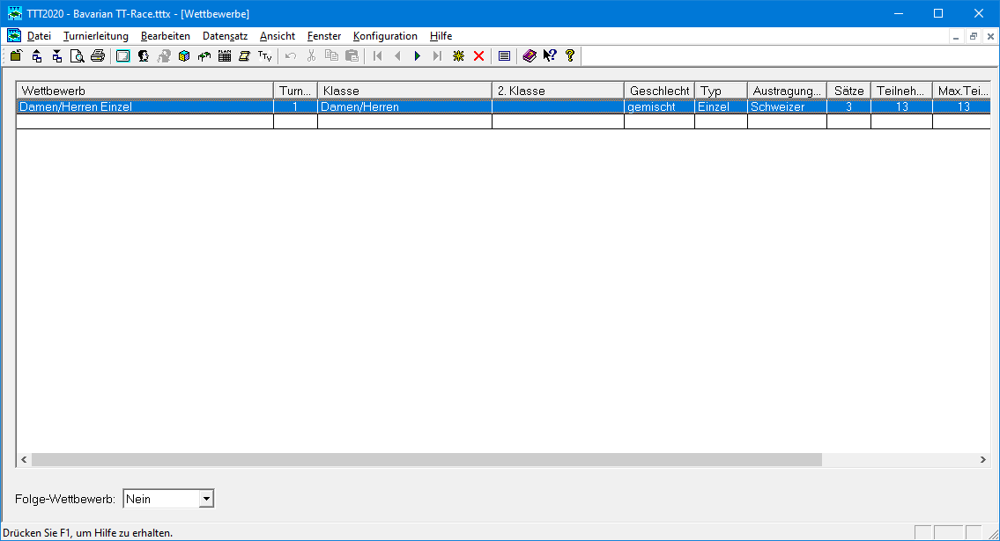 TTT2020 - Bavarian TT-Race.tttx - [Wettbewerbe]
Datei Turnierleitung Bearbeiten Datensatz Ansicht Fenster Konfiguration Hilfe
Wettbewerb Turn... Klasse 2. Klasse Geschlecht Typ Austragung... Sätze Teilneh... Max.Tei...
Damen/Herren Einzel 1 Damen/Herren gemischt Einzel Schweizer 3 13 13
Folge-Wettbewerb: Nein
Drücken Sie F1, um Hilfe zu erhalten.